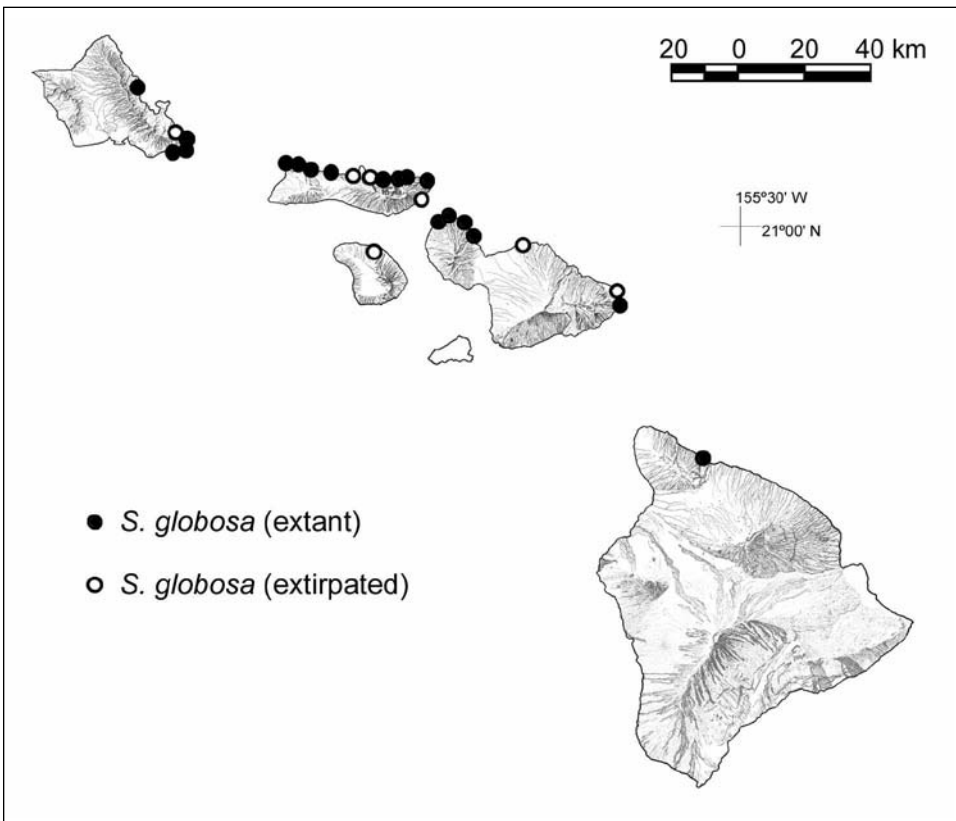 20 0 20 40 km
155º30' W
21º00' N
S. globosa (extant)
S. globosa (extirpated)